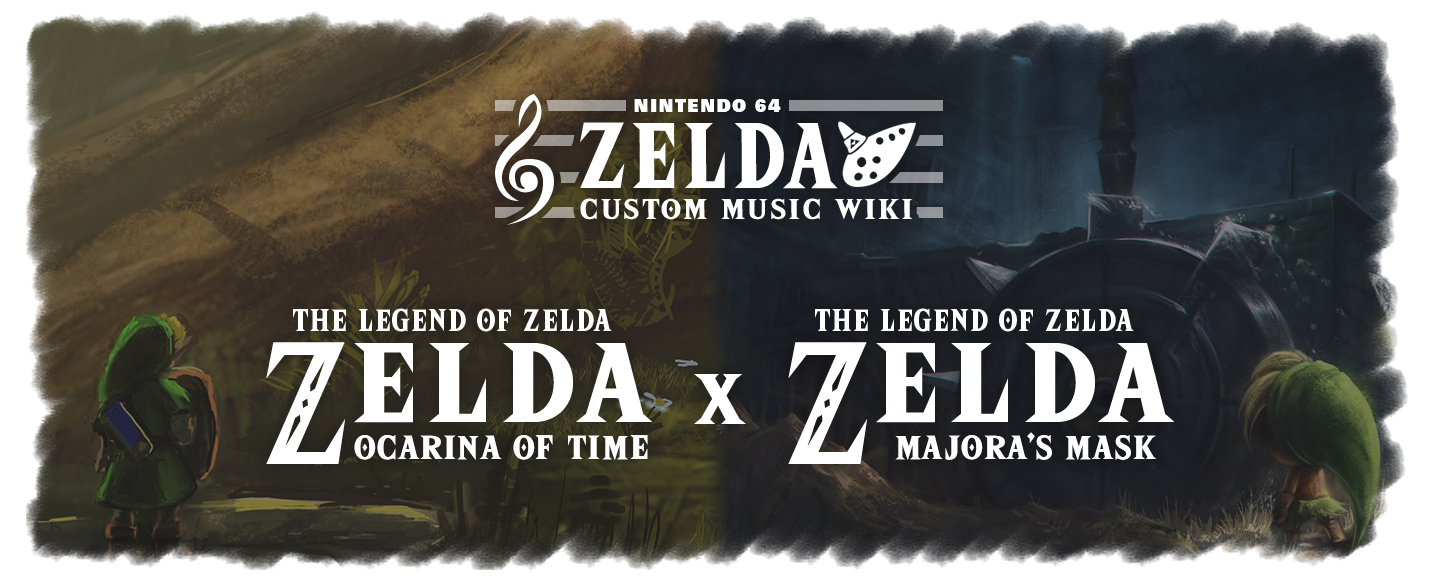 NINTENDO 64
ZELDA
CUSTOM MUSIC WIKI
THE LEGEND OF ZELDA
ZELDA
OCARINA OF TIME
X
THE LEGEND OF ZELDA
ZELDA
MAJORA'S MASK